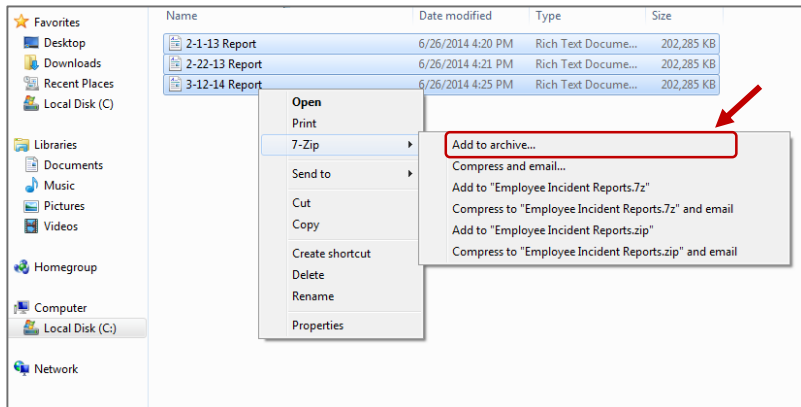 Favorites
Desktop
Downloads
Recent Places
Local Disk (C)
Libraries
Documents
Music
Pictures
Videos
Homegroup
Computer
Local Disk (C:)
Network
Name Date modified Type Size
2-1-13 Report 6/26/2014 4:20 PM Rich Text Docume... 202,285 KB
2-22-13 Report 6/26/2014 4:21 PM Rich Text Docume... 202,285 KB
3-12-14 Report 6/26/2014 4:25 PM Rich Text Docume... 202,285 KB
Open
Print
7-Zip
Send to
Cut
Copy
Create shortcut
Delete
Rename
Properties
Add to archive...
Compress and email...
Add to "Employee Incident Reports.7z"
Compress to "Employee Incident Reports.7z" and email
Add to "Employee Incident Reports.zip"
Compress to "Employee Incident Reports.zip" and email